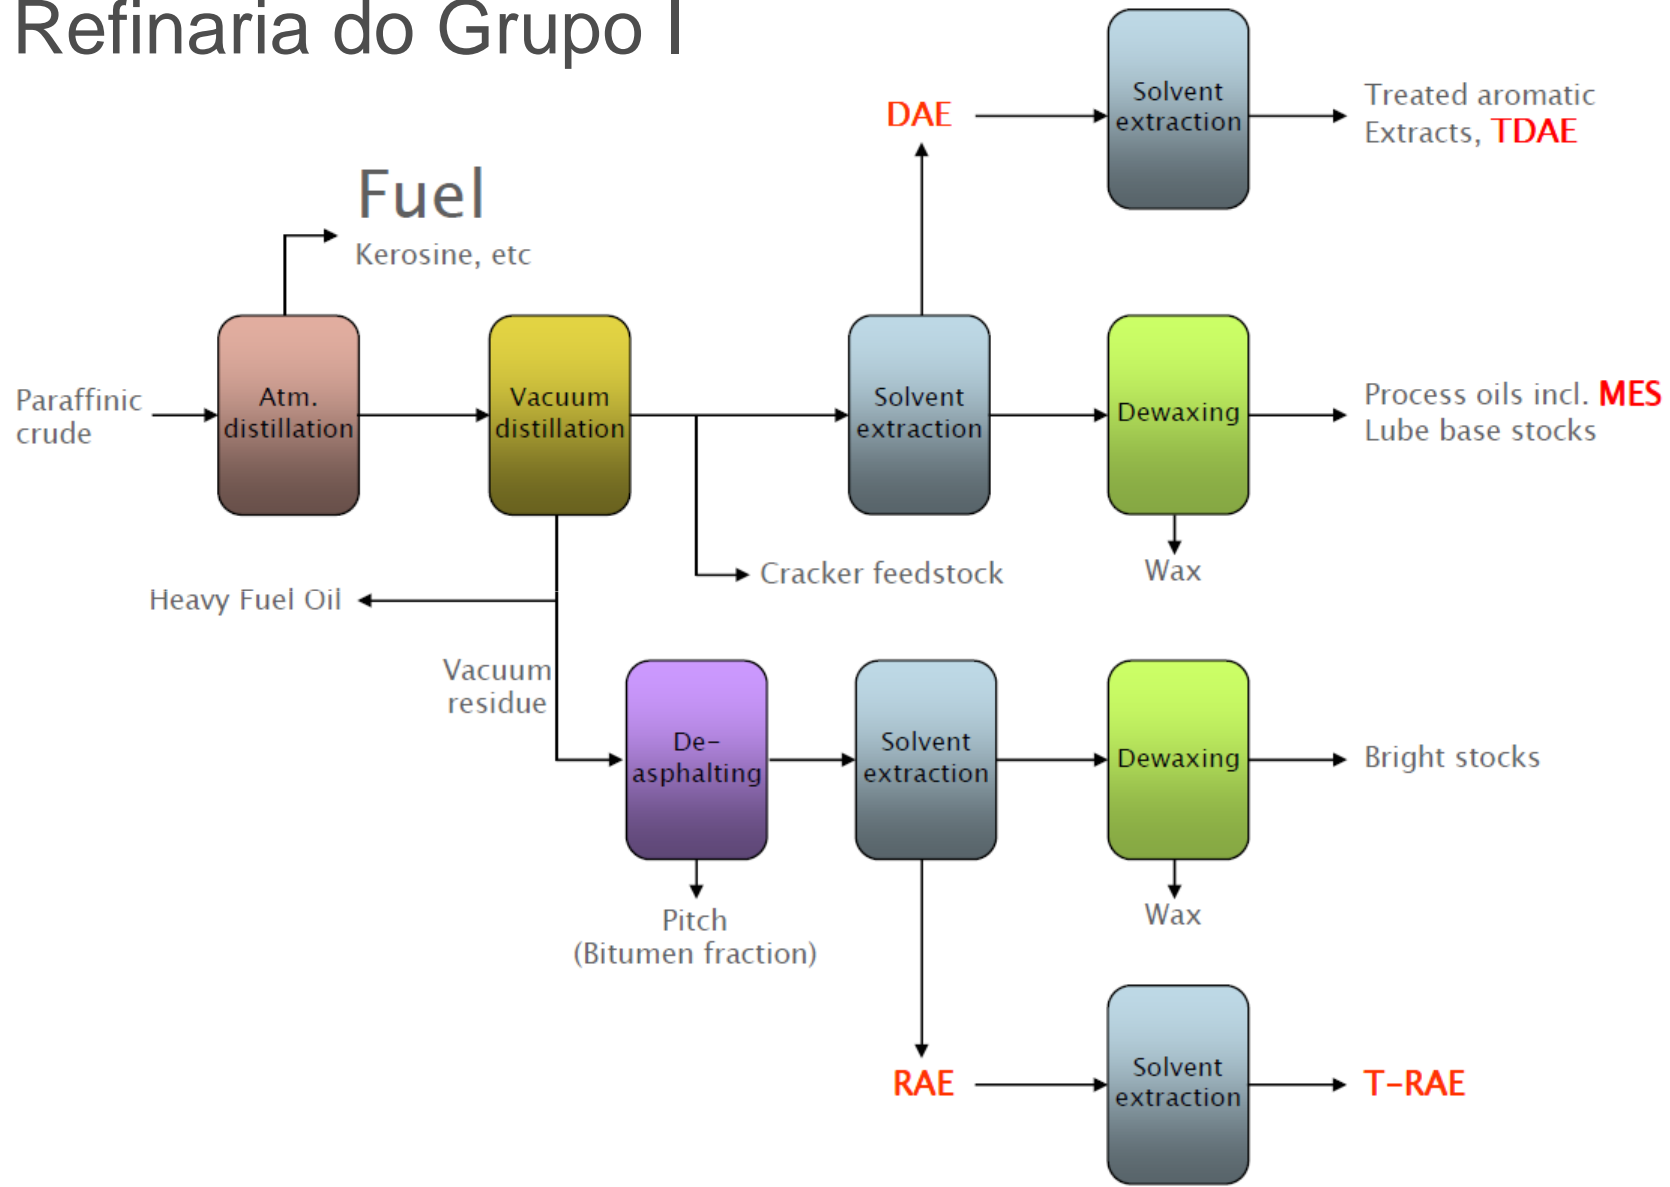 Refinaria do Grupo I
Solvent
extraction
DAE
Treated aromatic
Extracts, TDAE
Fuel
Kerosine, etc
Paraffinic
crude
Atm.
distillation
Vacuum
distillation
Solvent
extraction
Dewaxing
Process oils incl. MES
Lube base stocks
Cracker feedstock
Wax
Heavy Fuel Oil
Vacuum
residue
De-
asphalting
Solvent
extraction
Dewaxing
Bright stocks
Pitch
(Bitumen fraction)
Wax
RAE
Solvent
extraction
T-RAE